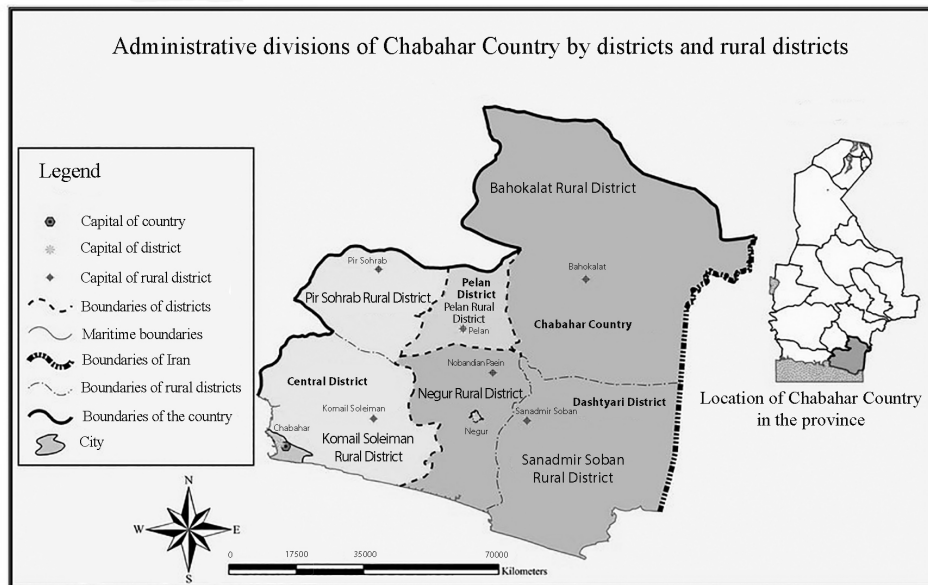 Administrative divisions of Chabahar Country by districts and rural districts
Legend
Capital of country
Capital of district
Capital of rural district
Boundaries of districts
Maritime boundaries
Boundaries of Iran
Boundaries of rural districts
Boundaries of the country
City
Bahokalat Rural District
Bahokalat
Chabahar Country
Pir Sohrab
Pir Sohrab Rural District
Pelan
District
Pelan Rural
District
Pelan
Nobandian Paein
Negur Rural District
Negur
Central District
Komail Soleiman
Komail Soleiman
Rural District
Chabahar
Dashtyari District
Sanadmir Soban
Sanadmir Soban
Rural District
Location of Chabahar Country
in the province
N
W
E
S
0 17500 35000 70000
Kilometers